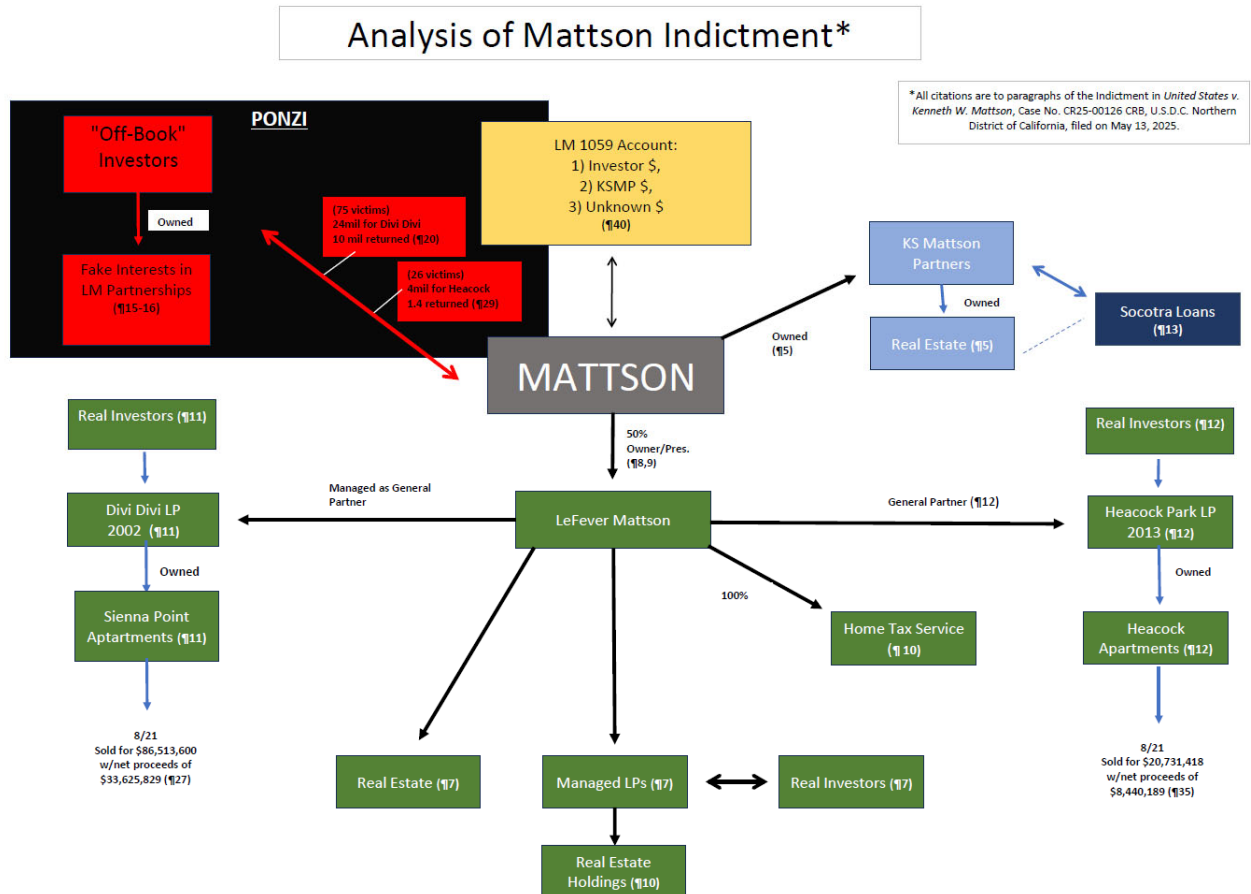 Analysis of Mattson Indictment*
*All citations are to paragraphs of the Indictment in United States v.
Kenneth W. Mattson, Case No. CR25-00126 CRB, U.S.D.C. Northern
District of California, filed on May 13, 2025.
PONZI
"Off-Book"
Investors
Owned
Fake Interests in
LM Partnerships
(¶15-16)
(75 victims)
24mil for Divi Divi
10 mil returned (¶20)
(26 victims)
4mil for Heacock
1.4 returned (¶29)
LM 1059 Account:
1) Investor $,
2) KSMP $,
3) Unknown $
(¶40)
KS Mattson
Partners
Owned
Real Estate (¶5)
Socotra Loans
(¶13)
Owned
(¶5)
MATTSON
50%
Owner/Pres.
(¶8,9)
Real Investors (¶11)
Divi Divi LP
2002 (¶11)
Owned
Sienna Point
Aptartments (¶11)
8/21
Sold for $86,513,600
w/net proceeds of
$33,625,829 (¶27)
Managed as General
Partner
LeFever Mattson
General Partner (¶12)
Real Investors (¶12)
Heacock Park LP
2013 (¶12)
Owned
Heacock
Apartments (¶12)
8/21
Sold for $20,731,418
w/net proceeds of
$8,440,189 (¶35)
100%
Home Tax Service
(¶ 10)
Real Estate (¶7)
Managed LPs (¶7)
Real Investors (¶7)
Real Estate
Holdings (¶10)